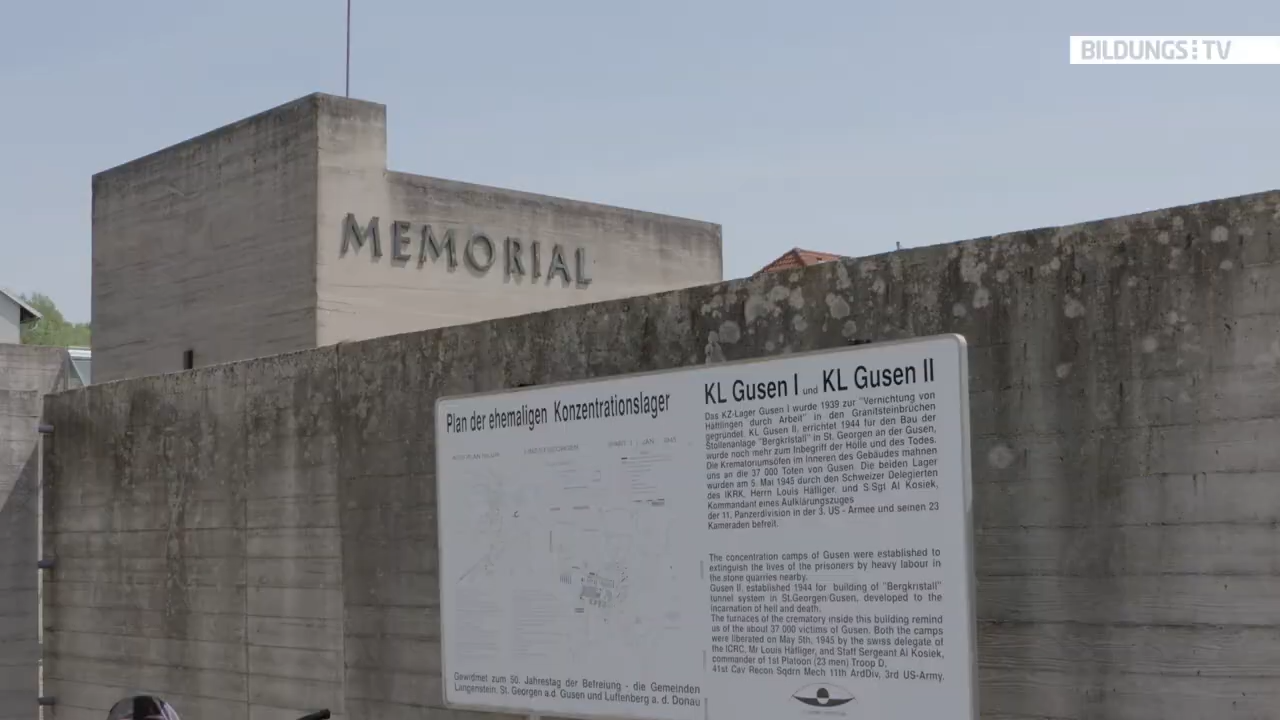 BILDUNGS TV
MEMORIAL
Plan der ehemaligen Konzentrationslager
KL Gusen I und KL Gusen II
Das KZ-Lager Gusen I wurde 1939 zur "Vernichtung von
Häftlingen durch Arbeit" in den Granitsteinbrüchen
gegründet. KL Gusen II, errichtet 1944 für den Bau der
Stollenanlage "Bergkristall" in St. Georgen an der Gusen,
wurde noch mehr zum Inbegriff der Hölle und des Todes.
Die Krematoriumsöfen im Inneren des Gebäudes mahnen
uns an die 37 000 Toten von Gusen. Die beiden Lager
wurden am 5. Mai 1945 durch den Schweizer Delegierten
des IKRK, Herrn Louis Häfliger, und S.Sgt Al Kosiek,
Kommandant eines Aufklärungszuges
der 11. Panzerdivision in der 3. US - Armee und seinen 23
Kameraden befreit.
The concentration camps of Gusen were established to
extinguish the lives of the prisoners by heavy labour in
the stone quarries nearby.
Gusen II, established 1944 for building of "Bergkristall"
tunnel system in St.Georgen/Gusen, developed to the
incarnation of hell and death.
The furnaces of the crematory inside this building remind
us of the about 37 000 victims of Gusen. Both the camps
were liberated on May 5th, 1945 by the swiss delegate of
the ICRC, Mr Louis Häfliger, and Staff Sergeant Al Kosiek,
commander of 1st Platoon (23 men) Troop D,
41st Cav Recon Sqdrn Mech 11th ArdDiv, 3rd US-Army.
Gewidmet zum 50. Jahrestag der Befreiung - die Gemeinden
Langenstein, St. Georgen a.d. Gusen und Luftenberg a. d. Donau